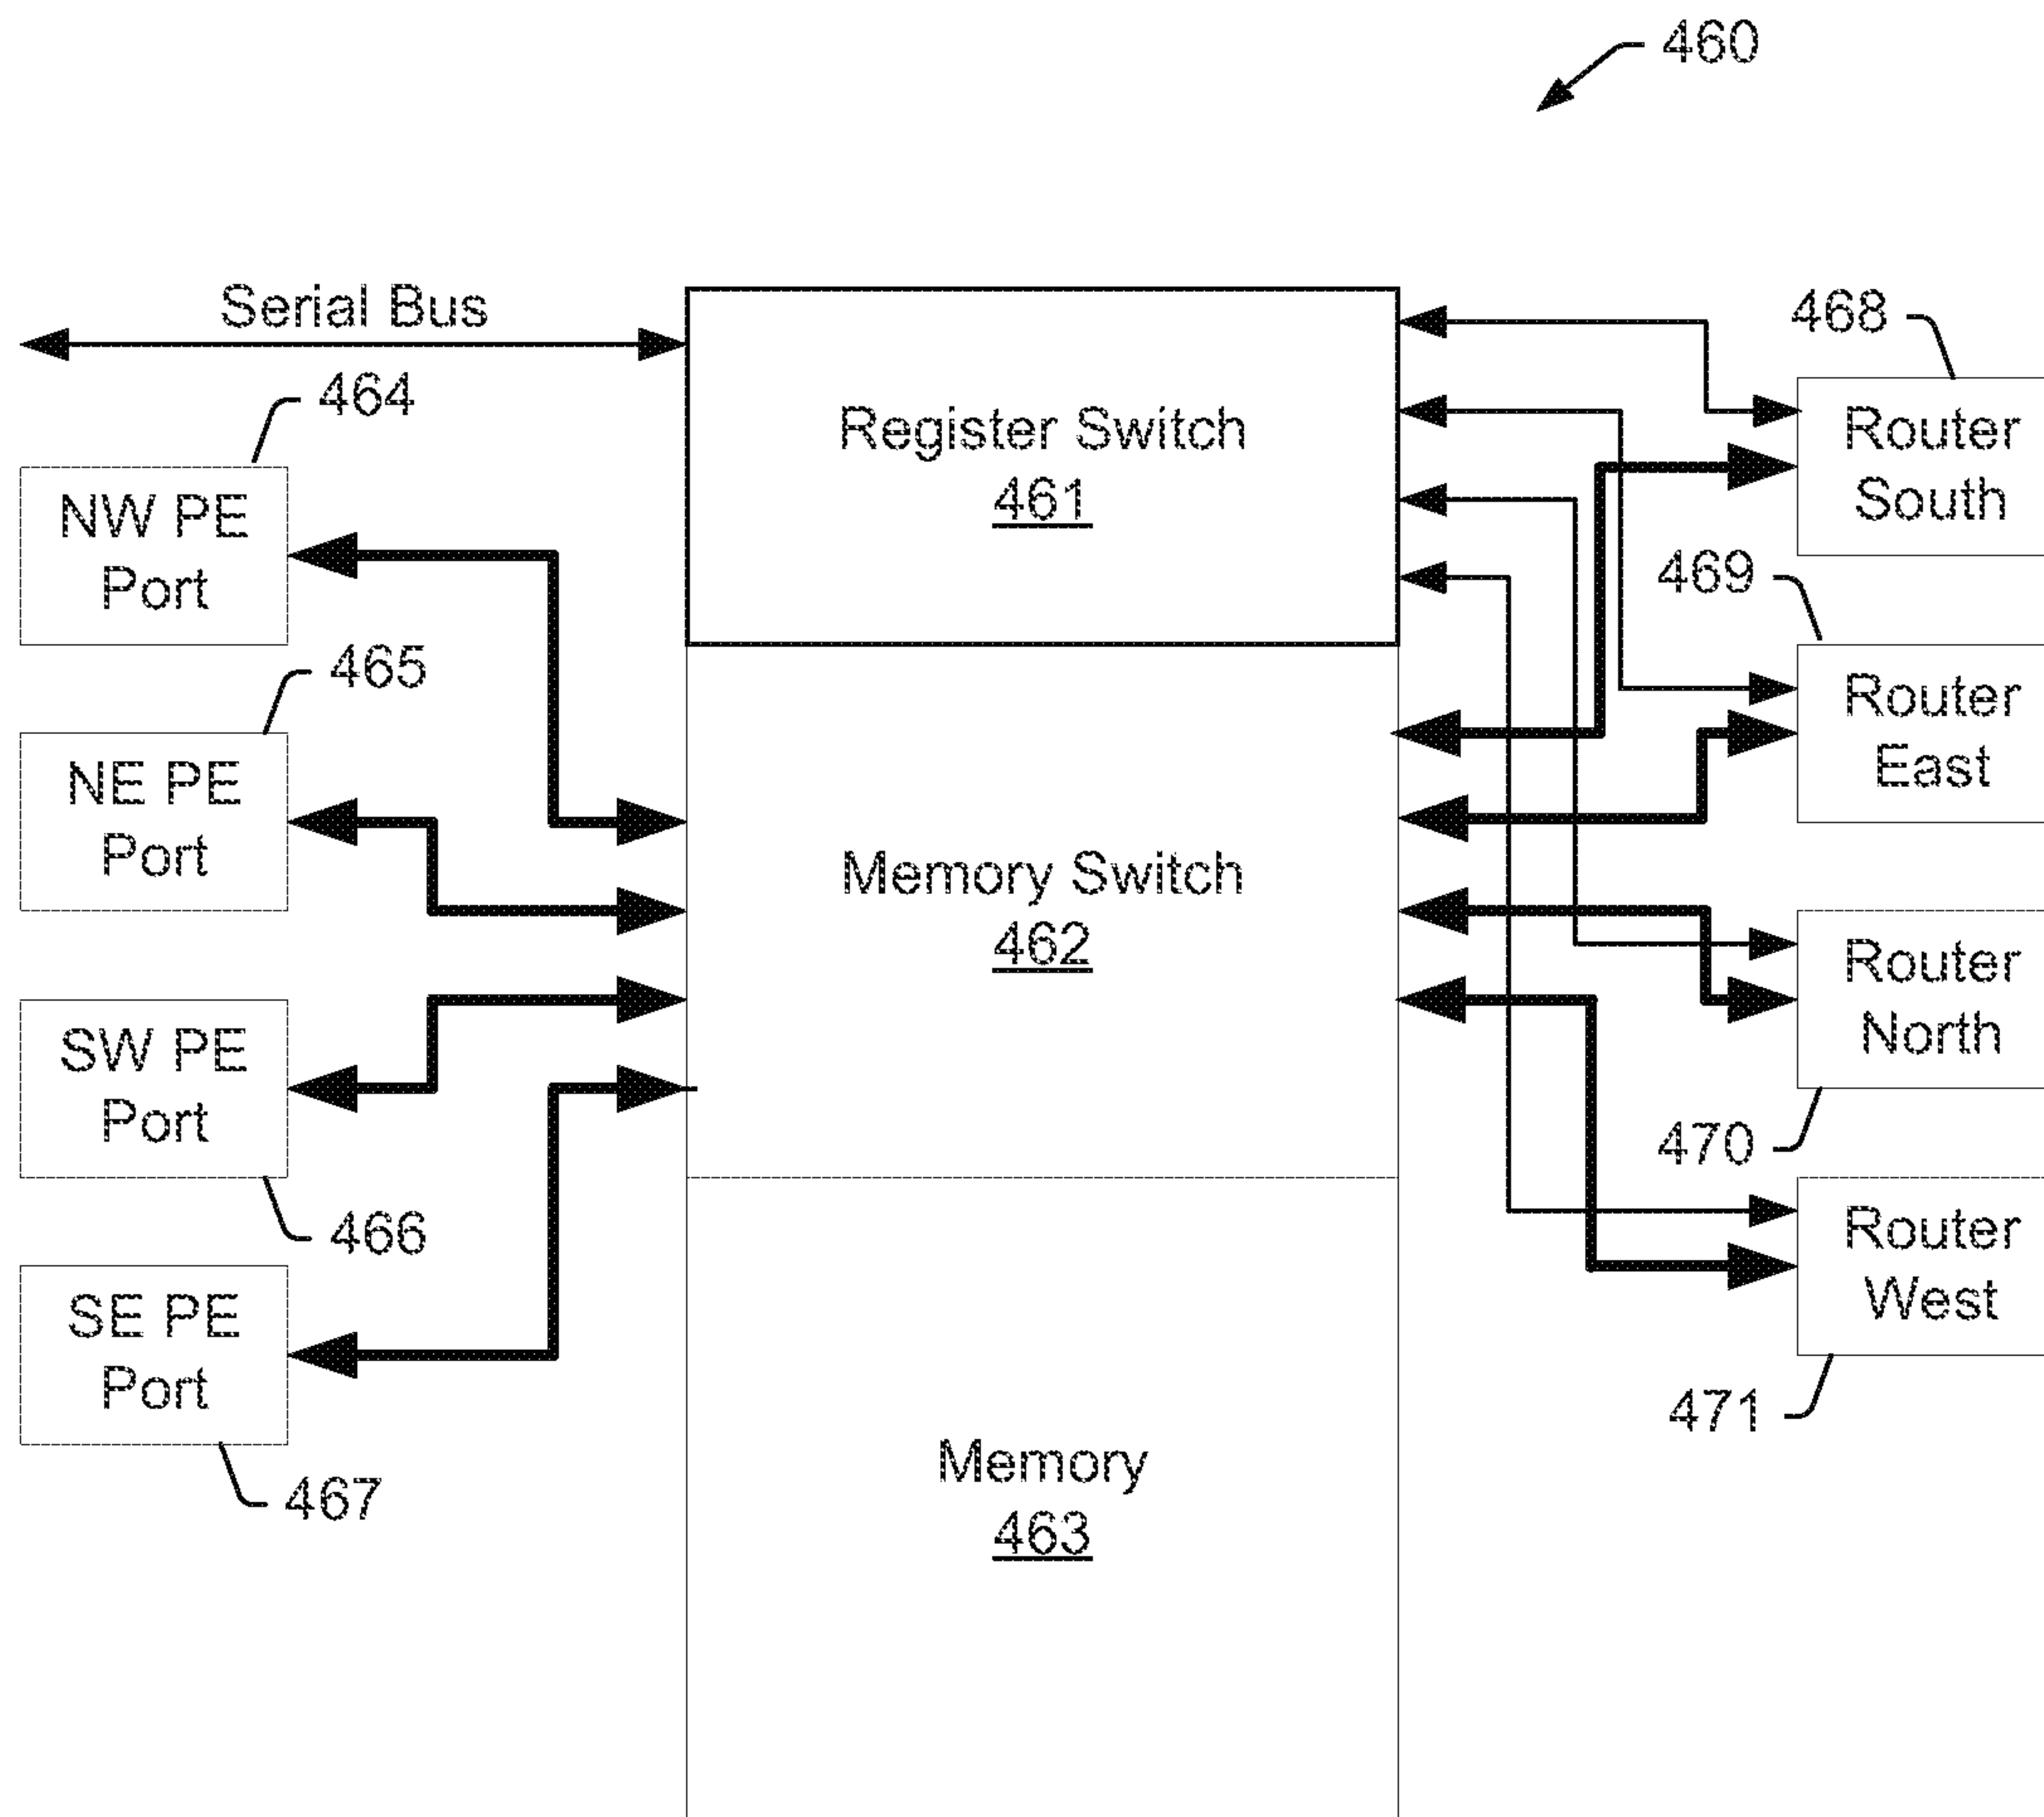 460
Serial Bus
464
NW PE
Port
465
NE PE
Port
SW PE
Port
466
SE PE
Port
467
Register Switch
461
Memory Switch
462
Memory
463
468
Router
South
469
Router
East
Router
North
470
Router
West
471